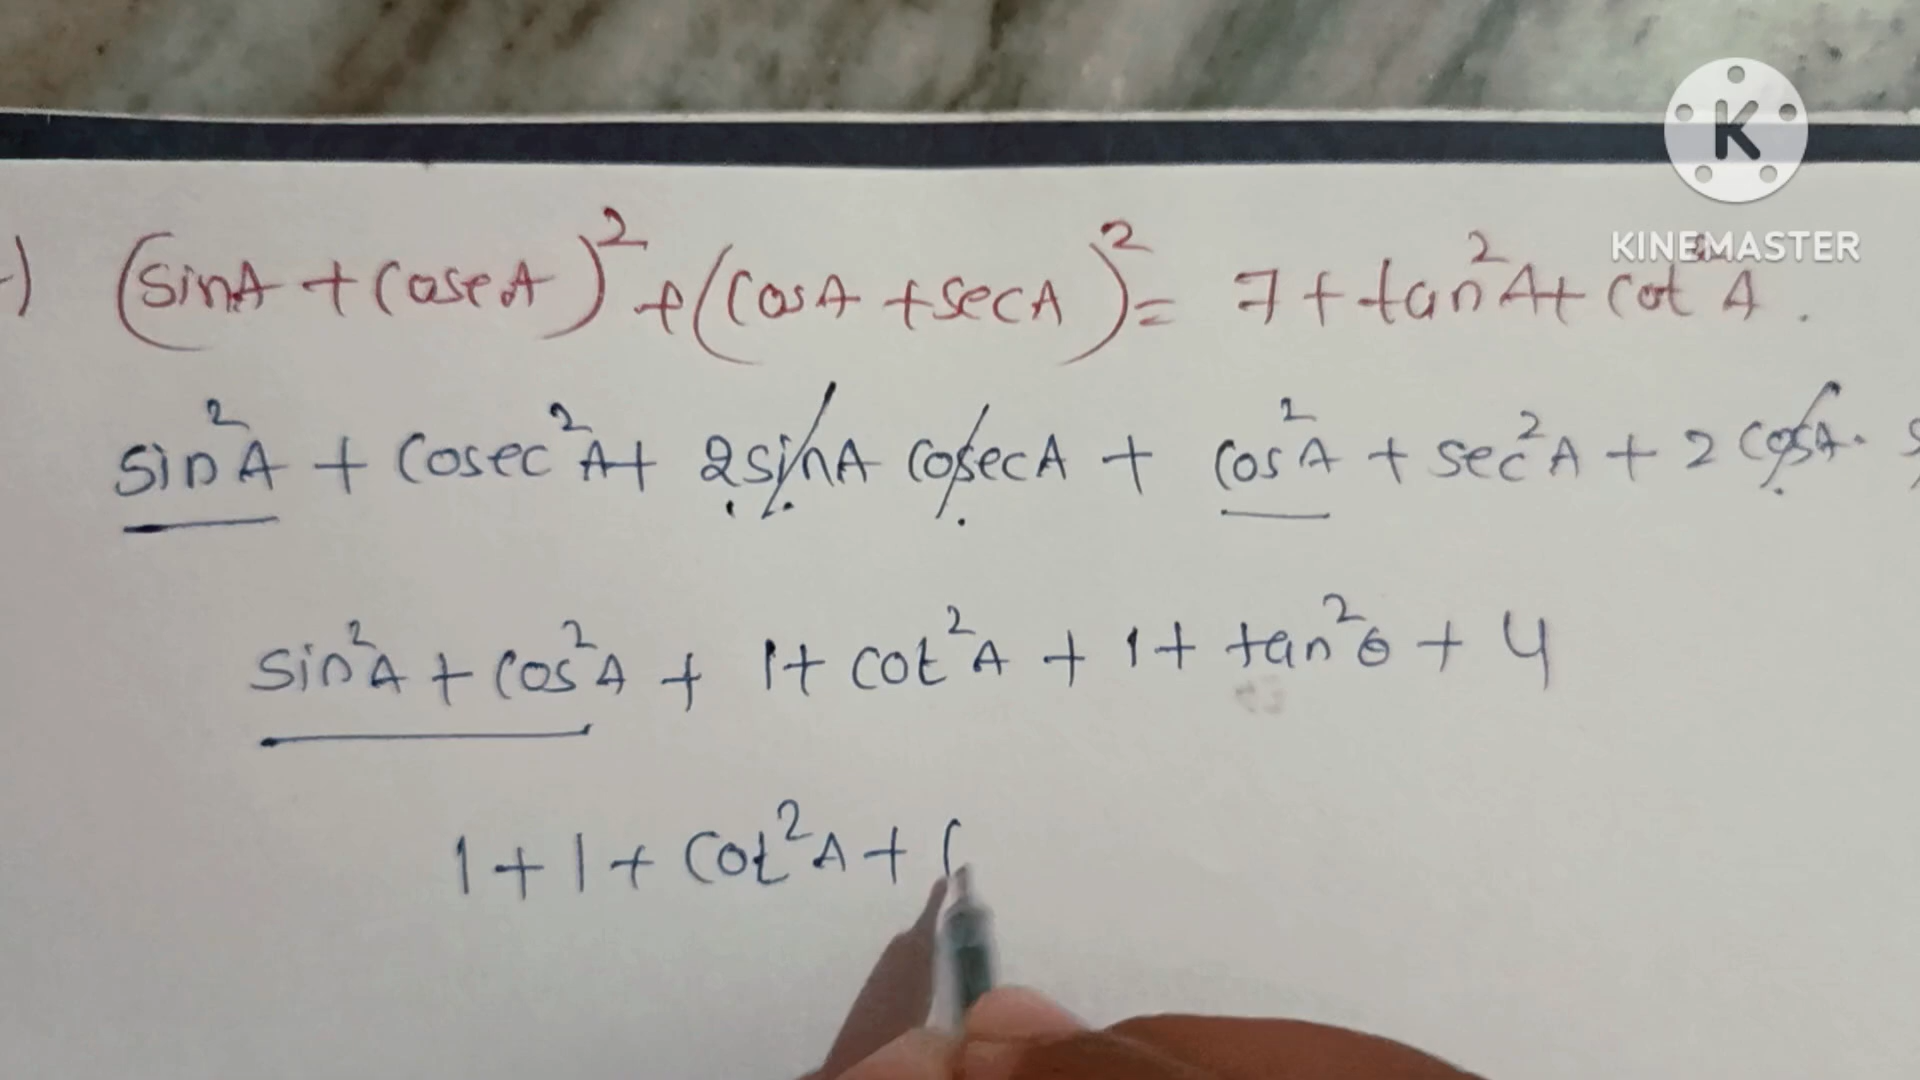 K
KINEMASTER
) (sinA + cosecA)² + (cosA + secA)² = 7 + tan²A + cot²A.
sin²A + cosec²A + 2sinA cosecA + cos²A + sec²A + 2 cosA.
sin²A + cos²A + 1 + cot²A + 1 + tan²θ + 4
1 + 1 + cot²A + (